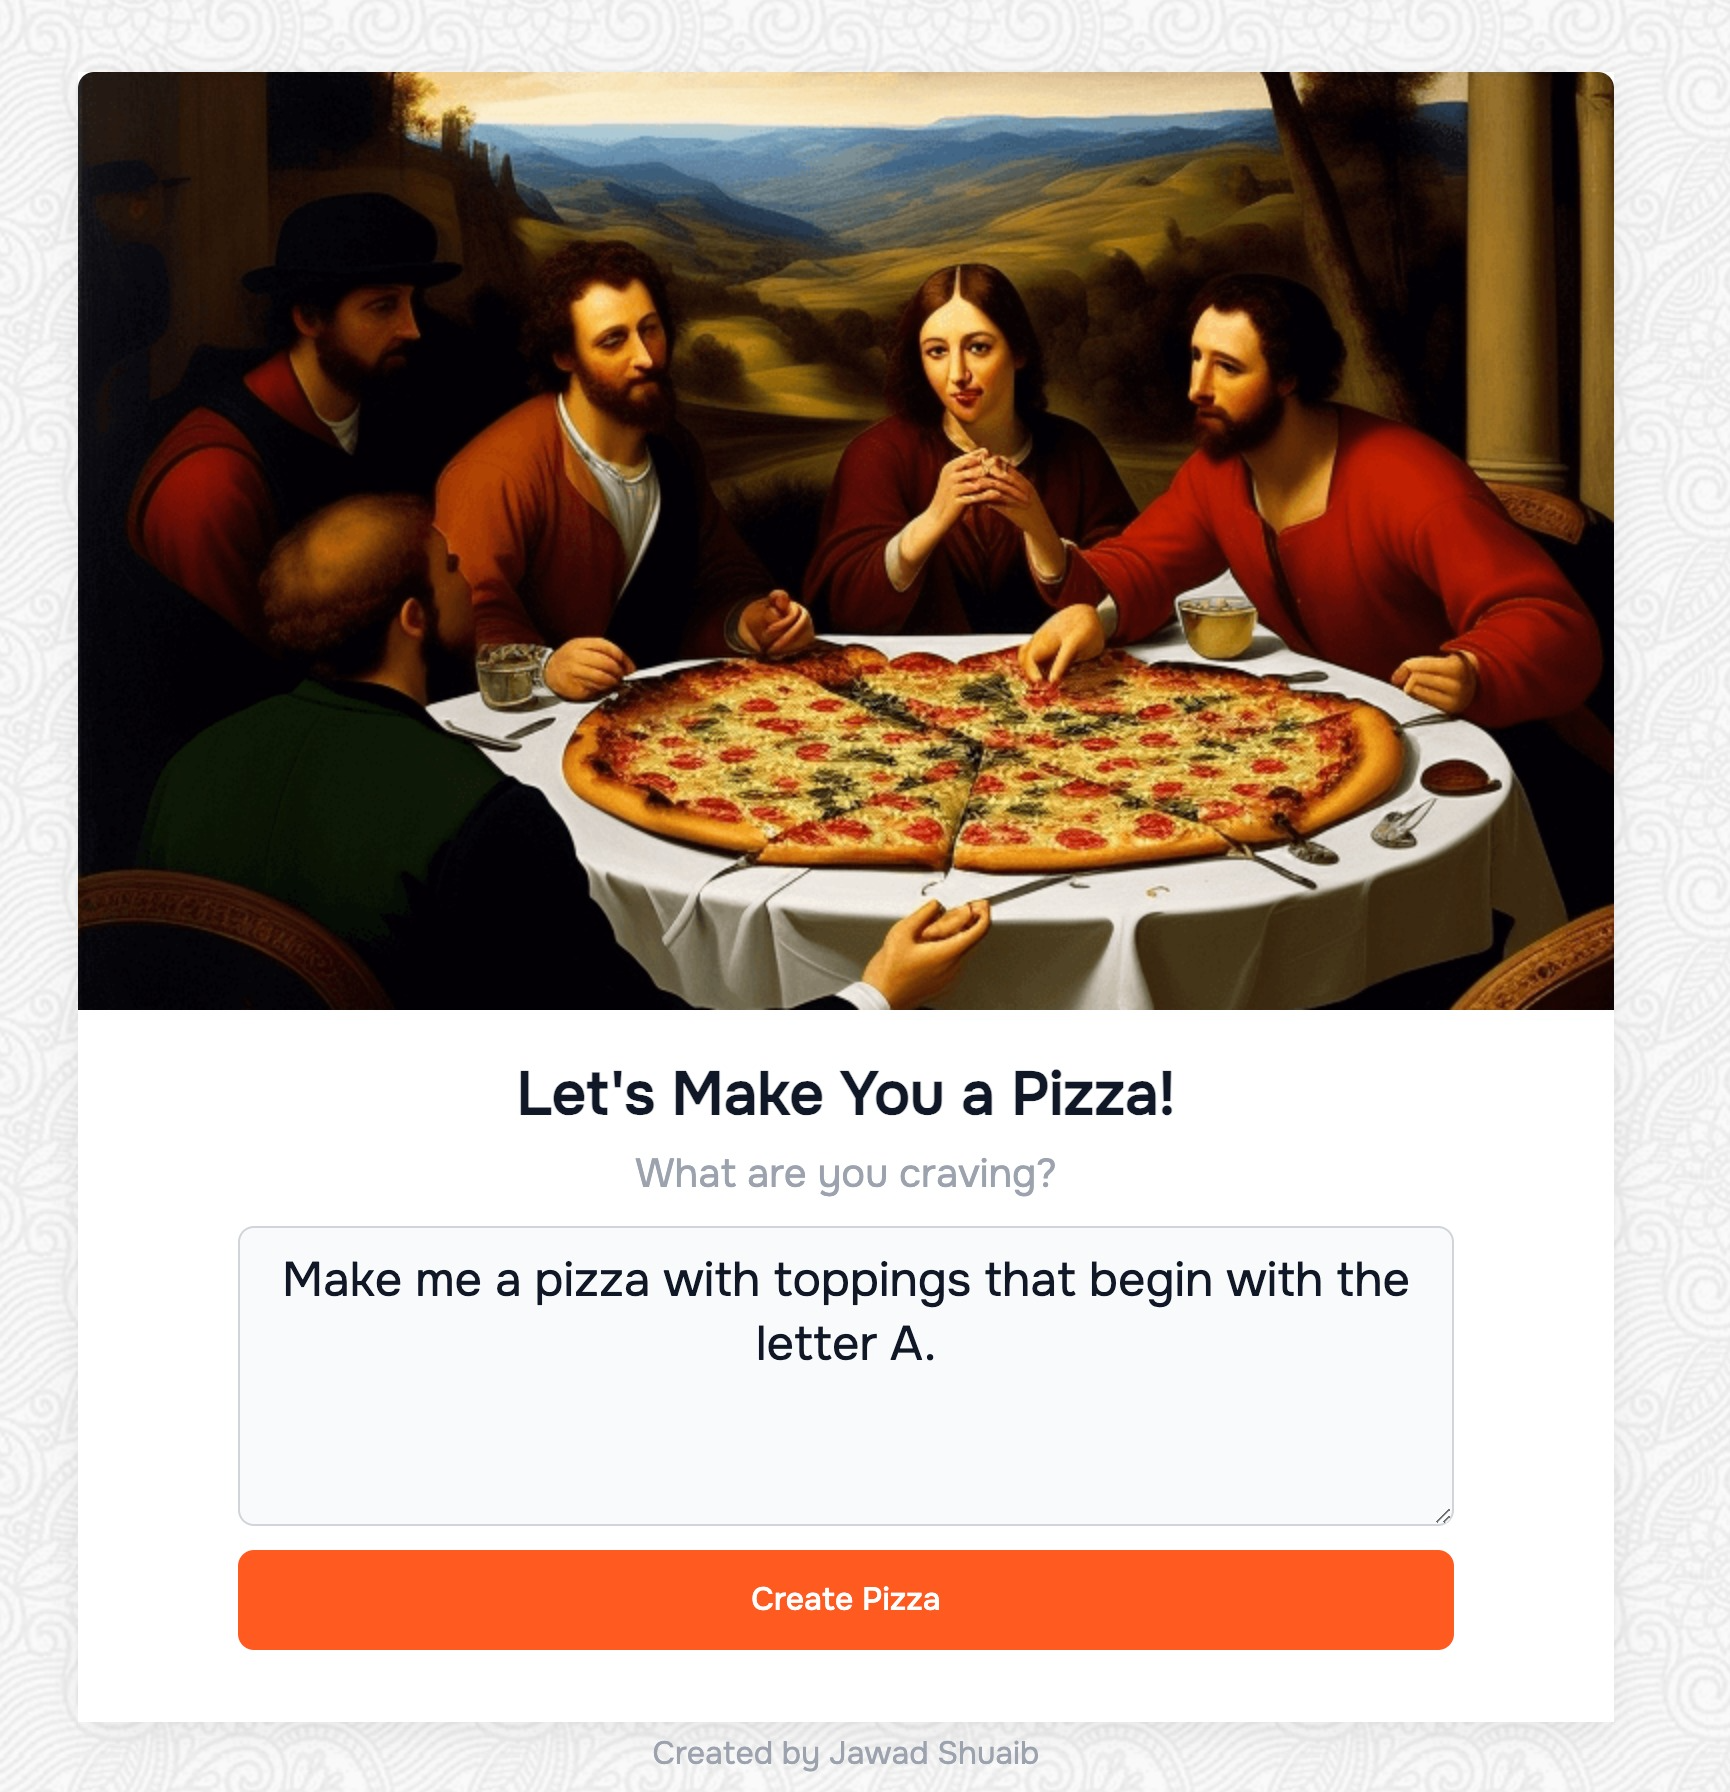 Let's Make You a Pizza!
What are you craving?
Make me a pizza with toppings that begin with the
letter A.
Create Pizza
Created by Jawad Shuaib